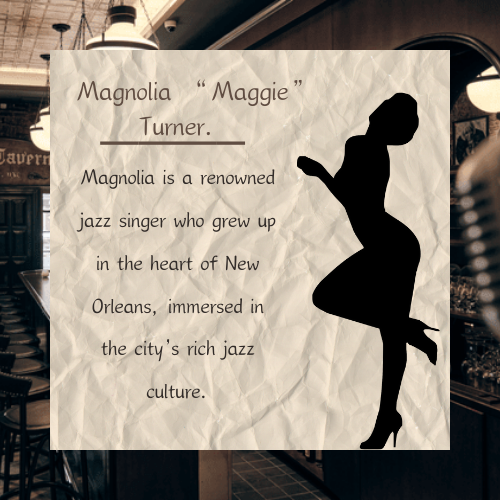 Magnolia “Maggie”
Turner.
Magnolia is a renowned
jazz singer who grew up
in the heart of New
Orleans, immersed in
the city's rich jazz
culture.
Tavern